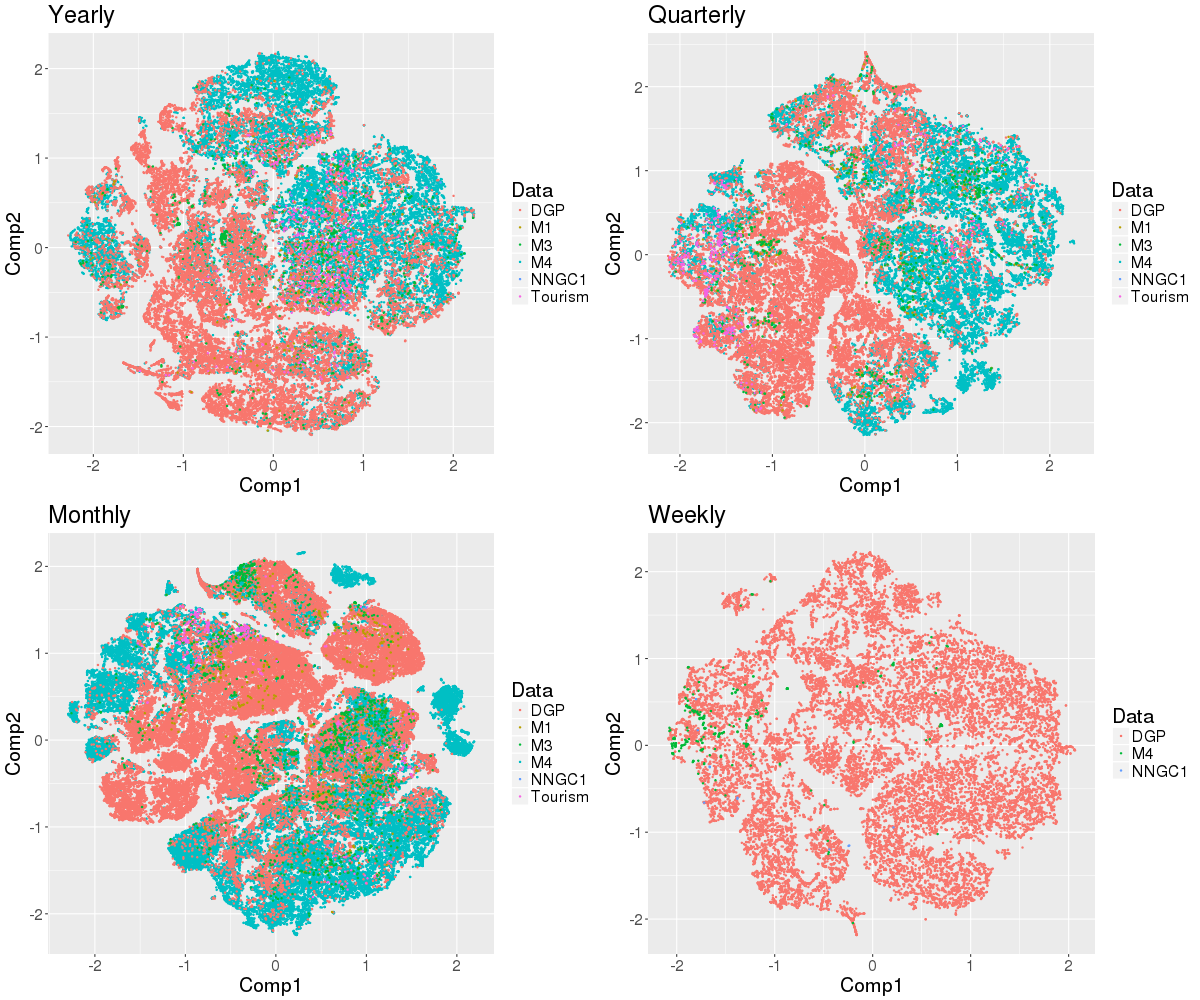 Yearly
Comp2
2
1
0
-1
-2
-2 -1 0 1 2
Comp1
Data
DGP
M1
M3
M4
NNGC1
Tourism
Quarterly
Comp2
2
1
0
-1
-2
-2 -1 0 1 2
Comp1
Data
DGP
M1
M3
M4
NNGC1
Tourism
Monthly
Comp2
2
1
0
-1
-2
-2 -1 0 1 2
Comp1
Data
DGP
M1
M3
M4
NNGC1
Tourism
Weekly
Comp2
2
1
0
-1
-2
-2 -1 0 1 2
Comp1
Data
DGP
M4
NNGC1